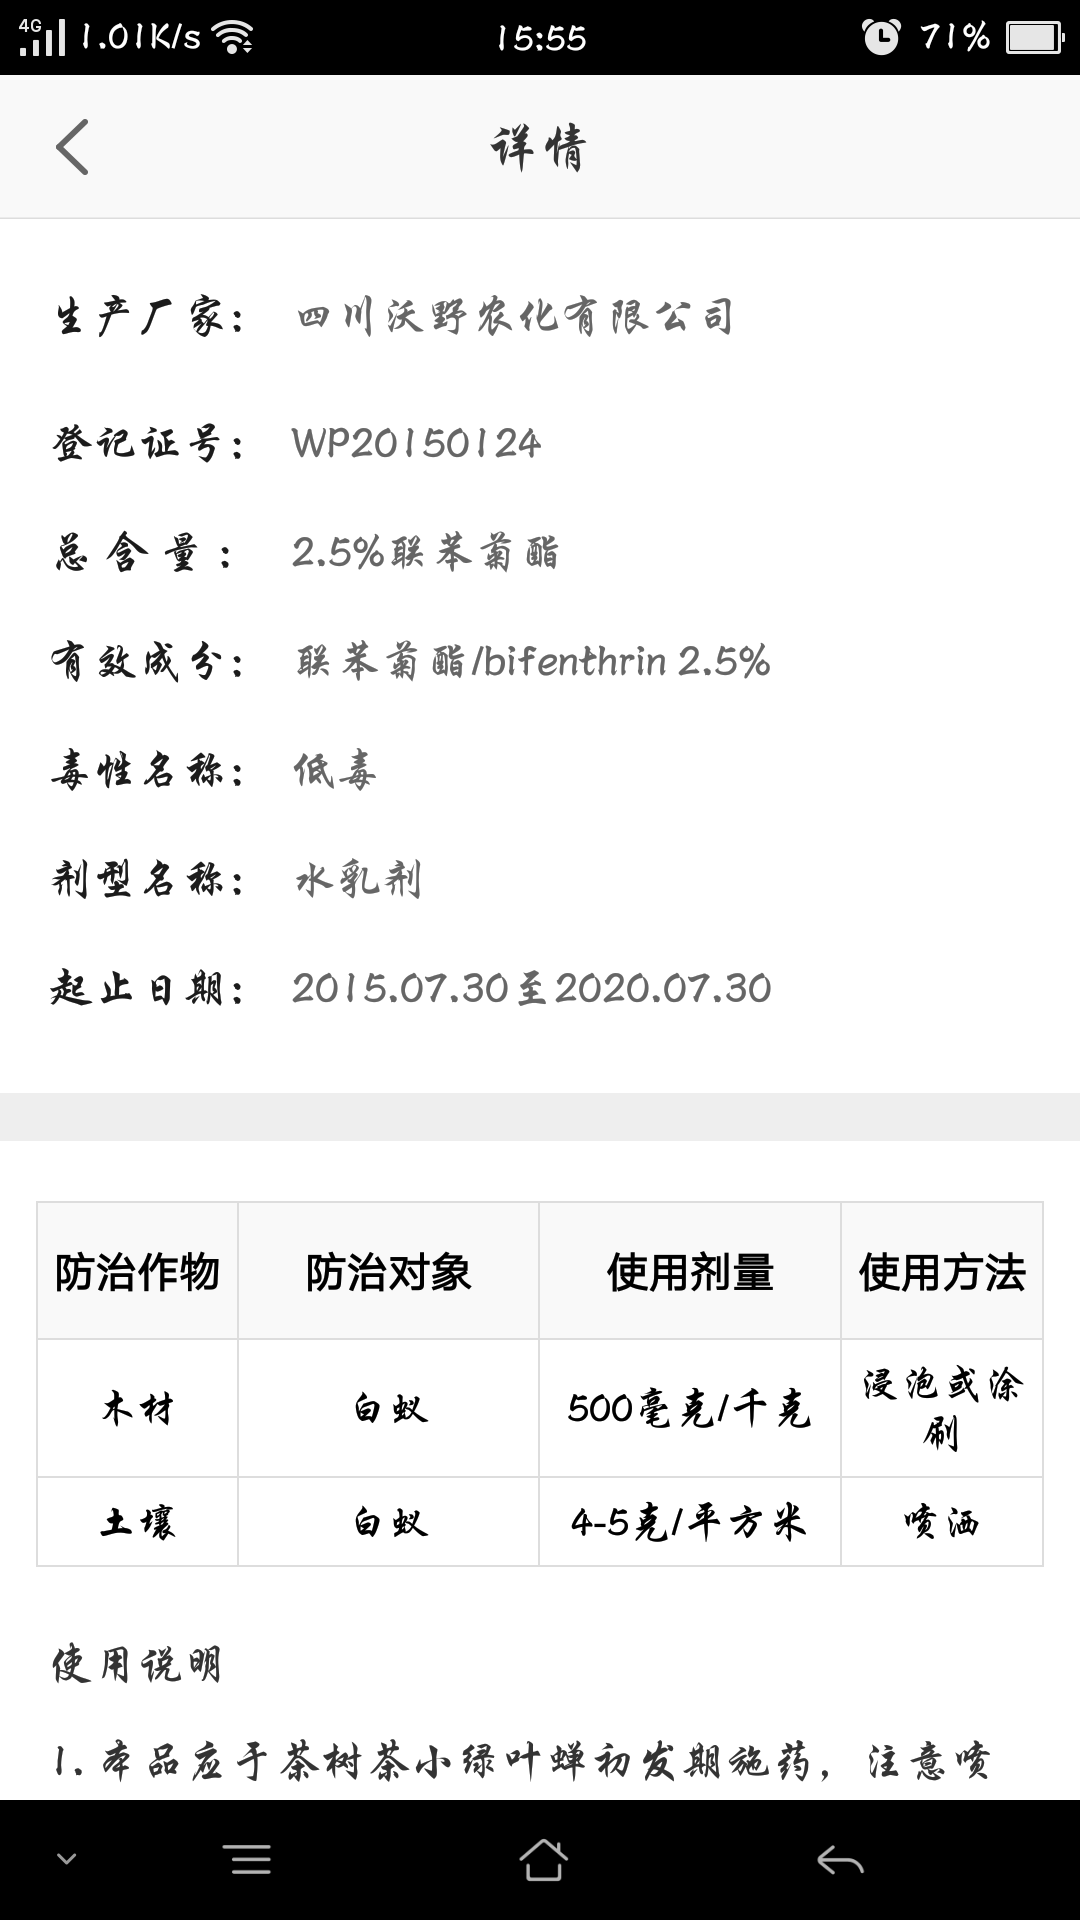 4G 1.01K/s 15:55 71%
详情
生产厂家： 四川沃野农化有限公司
登记证号： WP20150124
总含量： 2.5%联苯菊酯
有效成分： 联苯菊酯/bifenthrin 2.5%
毒性名称： 低毒
剂型名称： 水乳剂
起止日期： 2015.07.30至2020.07.30
防治作物 防治对象 使用剂量 使用方法
木材 白蚁 500毫克/千克 浸泡或涂
刷
土壤 白蚁 4-5克/平方米 喷洒
使用说明
1. 本品应于茶树茶小绿叶蝉初发期施药，注意喷